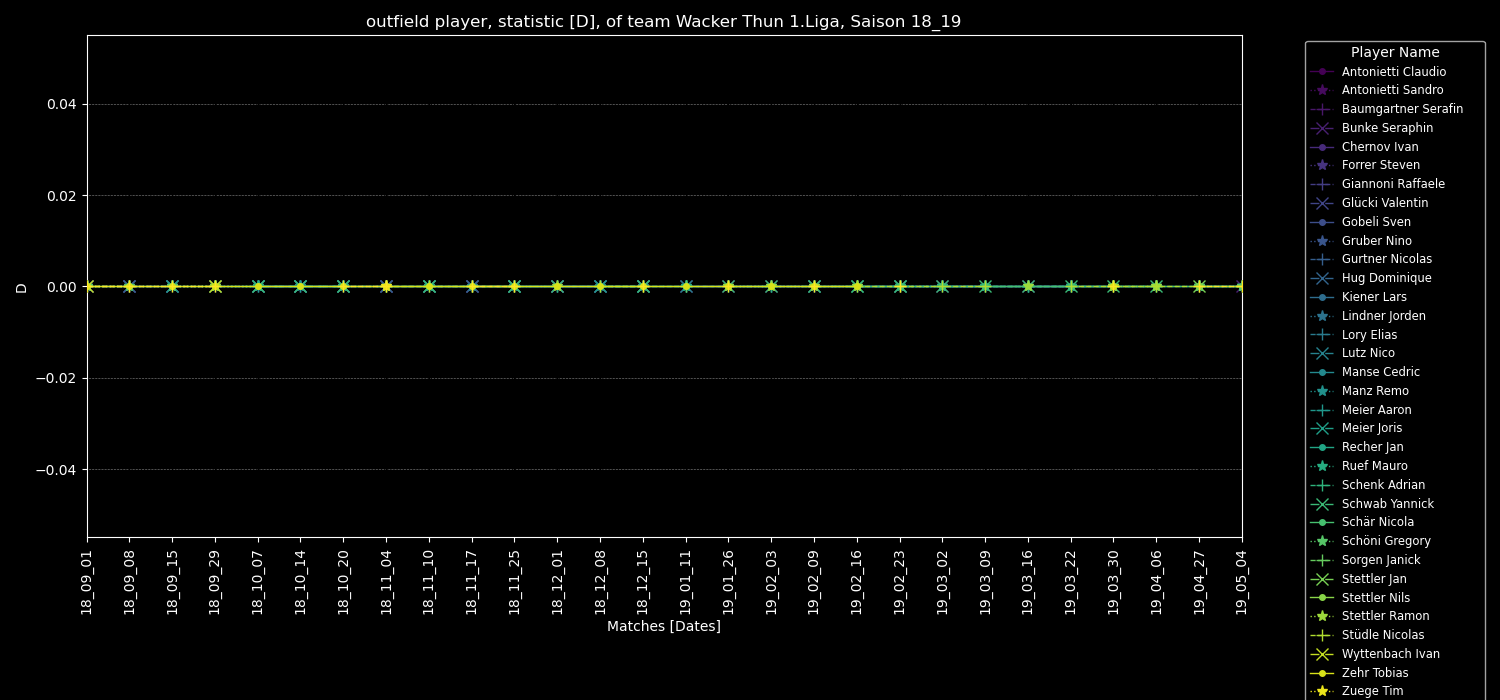 outfield player, statistic [D], of team Wacker Thun 1.Liga, Saison 18_19
D
0.04
0.02
0.00
−0.02
−0.04
18_09_01
18_09_08
18_09_15
18_09_29
18_10_07
18_10_14
18_10_20
18_11_04
18_11_10
18_11_17
18_11_25
18_12_01
18_12_08
18_12_15
19_01_11
19_01_26
19_02_03
19_02_09
19_02_16
19_02_23
19_03_02
19_03_09
19_03_16
19_03_22
19_03_30
19_04_06
19_04_27
19_05_04
Matches [Dates]
Player Name
Antonietti Claudio
Antonietti Sandro
Baumgartner Serafin
Bunke Seraphin
Chernov Ivan
Forrer Steven
Giannoni Raffaele
Glücki Valentin
Gobeli Sven
Gruber Nino
Gurtner Nicolas
Hug Dominique
Kiener Lars
Lindner Jorden
Lory Elias
Lutz Nico
Manse Cedric
Manz Remo
Meier Aaron
Meier Joris
Recher Jan
Ruef Mauro
Schenk Adrian
Schwab Yannick
Schär Nicola
Schöni Gregory
Sorgen Janick
Stettler Jan
Stettler Nils
Stettler Ramon
Stüdle Nicolas
Wyttenbach Ivan
Zehr Tobias
Zuege Tim